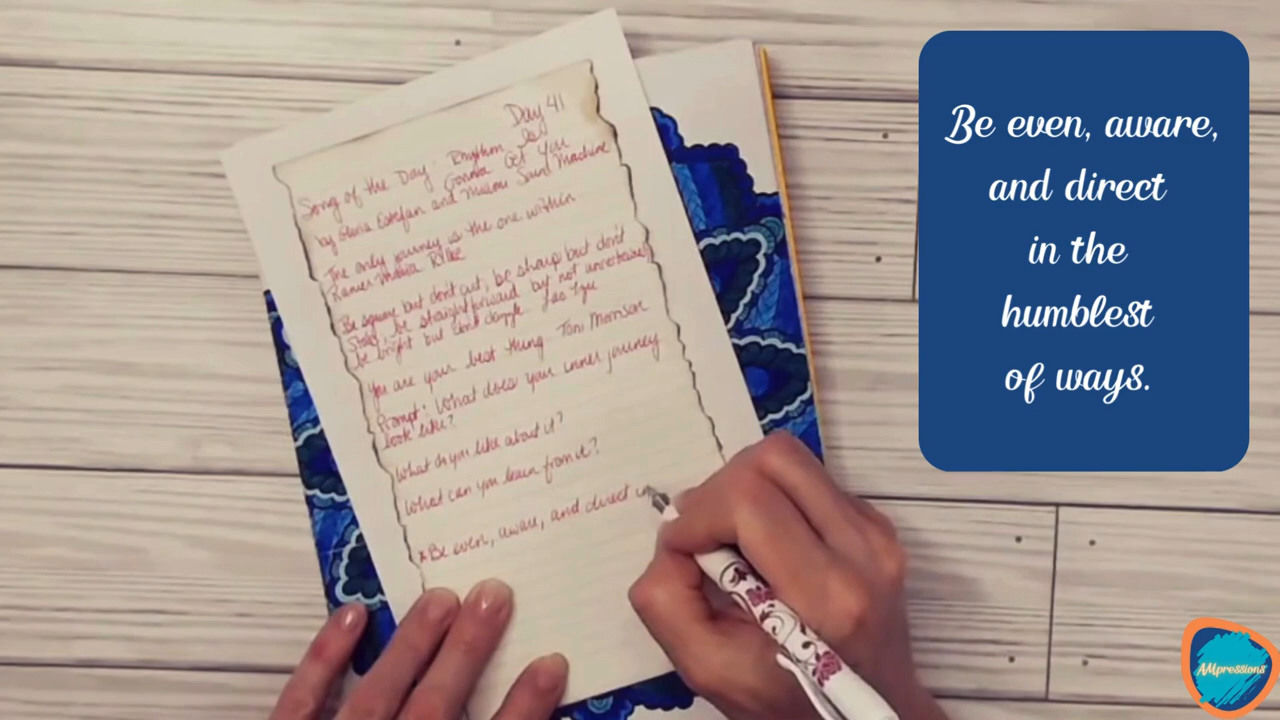 Day 41
Song of the Day: Rhythm Is
Gonna Get You
by Gloria Estefan and Miami Sound Machine
The only journey is the one within
Rainer Maria Rilke
Be square but don't cut, be sharp but don't
stab, be straightforward but not unrestrained,
be bright but don't dazzle Lao Tzu
You are your best thing Toni Morrison
Prompt: What does your inner journey
look like?
What do you like about it?
What can you learn from it?
*Be even, aware, and direct in
Be even, aware,
and direct
in the
humblest
of ways.
AMpressions